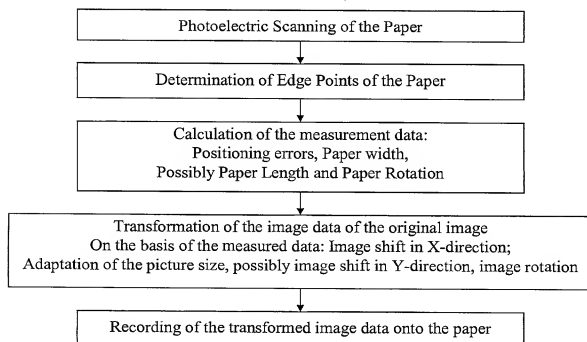 Photoelectric Scanning of the Paper
Determination of Edge Points of the Paper
Calculation of the measurement data:
Positioning errors, Paper width,
Possibly Paper Length and Paper Rotation
Transformation of the image data of the original image
On the basis of the measured data: Image shift in X-direction;
Adaptation of the picture size, possibly image shift in Y-direction, image rotation
Recording of the transformed image data onto the paper